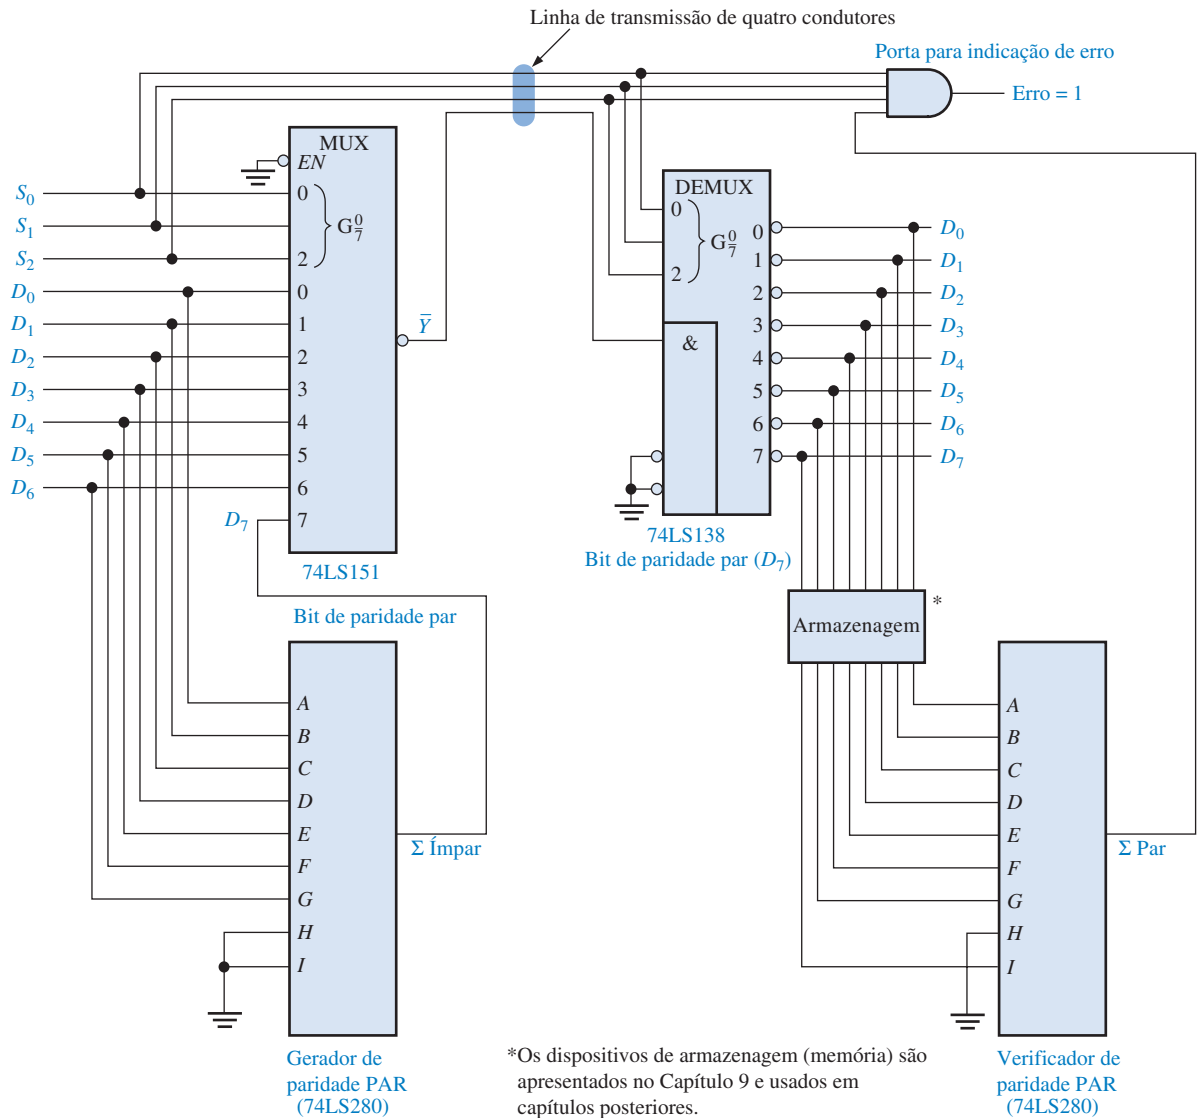 Linha de transmissão de quatro condutores
Porta para indicação de erro
Erro = 1
MUX
EN
S0
0
S1
G0/7
S2
2
D0
0
D1
1
D2
2
D3
3
D4
4
D5
5
D6
6
D7
7
Y̅
74LS151
Bit de paridade par
DEMUX
0
G0/7
2
&
0
D0
1
D1
2
D2
3
D3
4
D4
5
D5
6
D6
7
D7
74LS138
Bit de paridade par (D7)
Armazenagem
*
A
B
C
D
E
F
G
H
I
Σ Ímpar
A
B
C
D
E
F
G
H
I
Σ Par
Gerador de
paridade PAR
(74LS280)
*Os dispositivos de armazenagem (memória) são
apresentados no Capítulo 9 e usados em
capítulos posteriores.
Verificador de
paridade PAR
(74LS280)